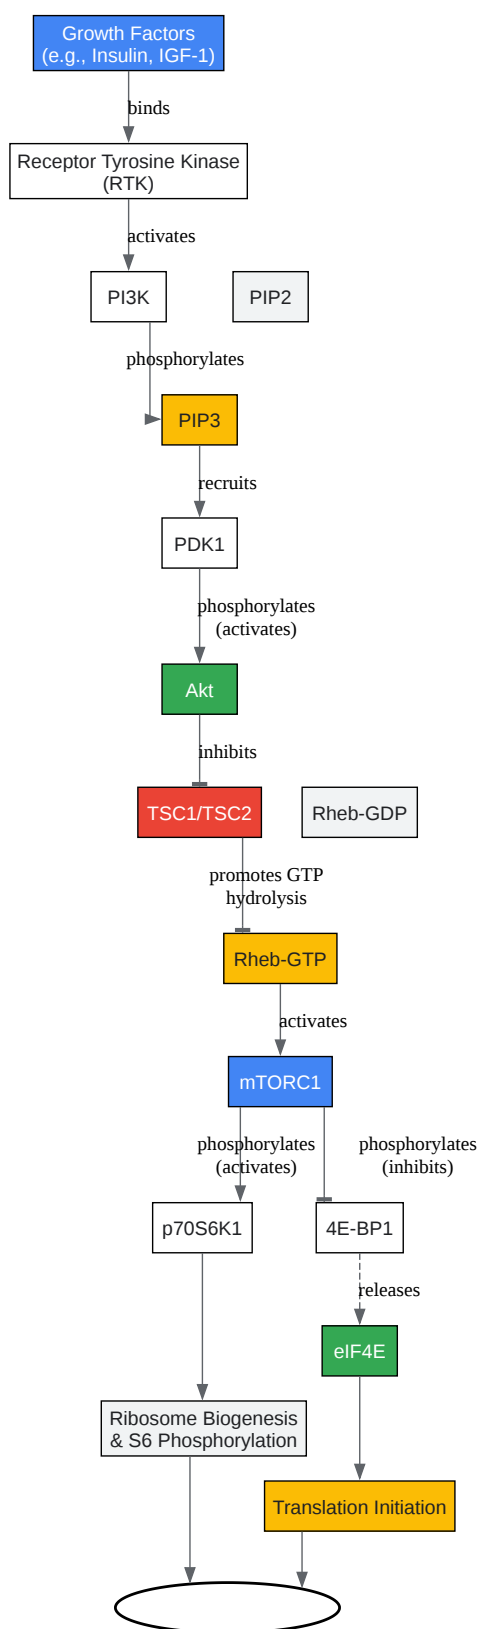 Growth Factors
(e.g., Insulin, IGF-1)
binds
Receptor Tyrosine Kinase
(RTK)
activates
PI3K
PIP2
phosphorylates
PIP3
recruits
PDK1
phosphorylates
(activates)
Akt
inhibits
TSC1/TSC2
Rheb-GDP
promotes GTP
hydrolysis
Rheb-GTP
activates
mTORC1
phosphorylates
(activates)
phosphorylates
(inhibits)
p70S6K1
4E-BP1
releases
eIF4E
Ribosome Biogenesis
& S6 Phosphorylation
Translation Initiation